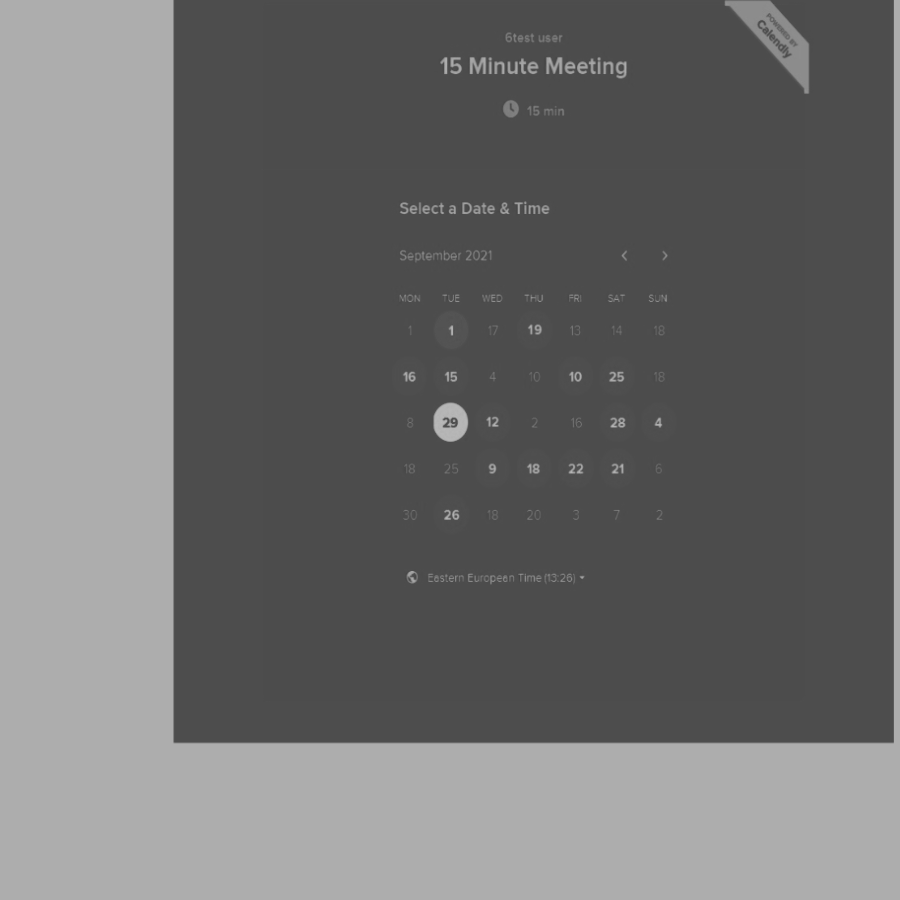 6test user
15 Minute Meeting
POWERED BY
Calendly
15 min
Select a Date & Time
September 2021
MON TUE WED THU FRI SAT SUN
1 1 17 19 13 14 18
16 15 4 10 10 25 18
8 29 12 2 16 28 4
18 25 9 18 22 21 6
30 26 18 20 3 7 2
Eastern European Time (13:26)